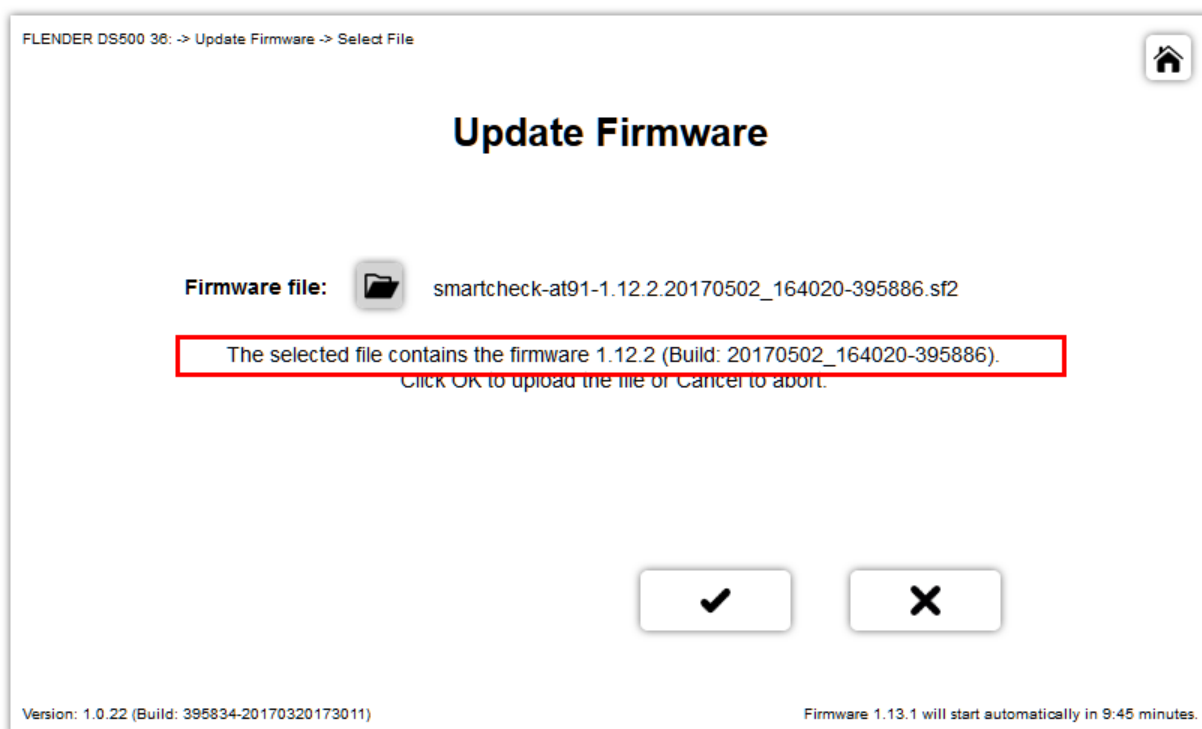 FLENDER DS500 36: -> Update Firmware -> Select File
Update Firmware
Firmware file: smartcheck-at91-1.12.2.20170502_164020-395886.sf2
The selected file contains the firmware 1.12.2 (Build: 20170502_164020-395886).
Click OK to upload the file or Cancel to abort.
Version: 1.0.22 (Build: 395834-20170320173011)
Firmware 1.13.1 will start automatically in 9:45 minutes.